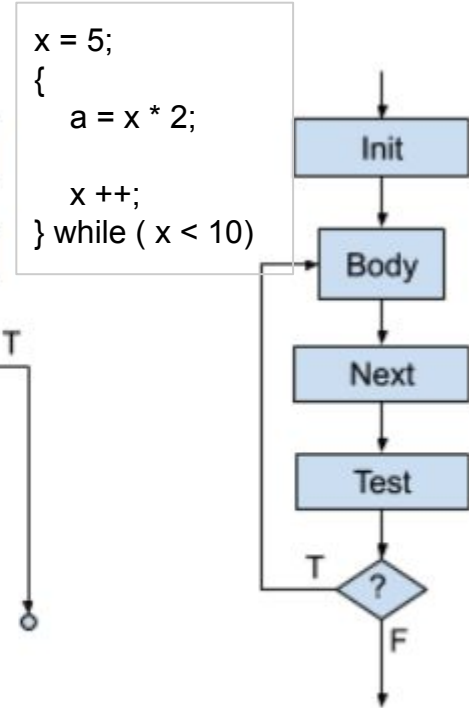 x = 5;
{
a = x * 2;
x ++;
} while ( x < 10)
Init
Body
T
Next
Test
T
?
F